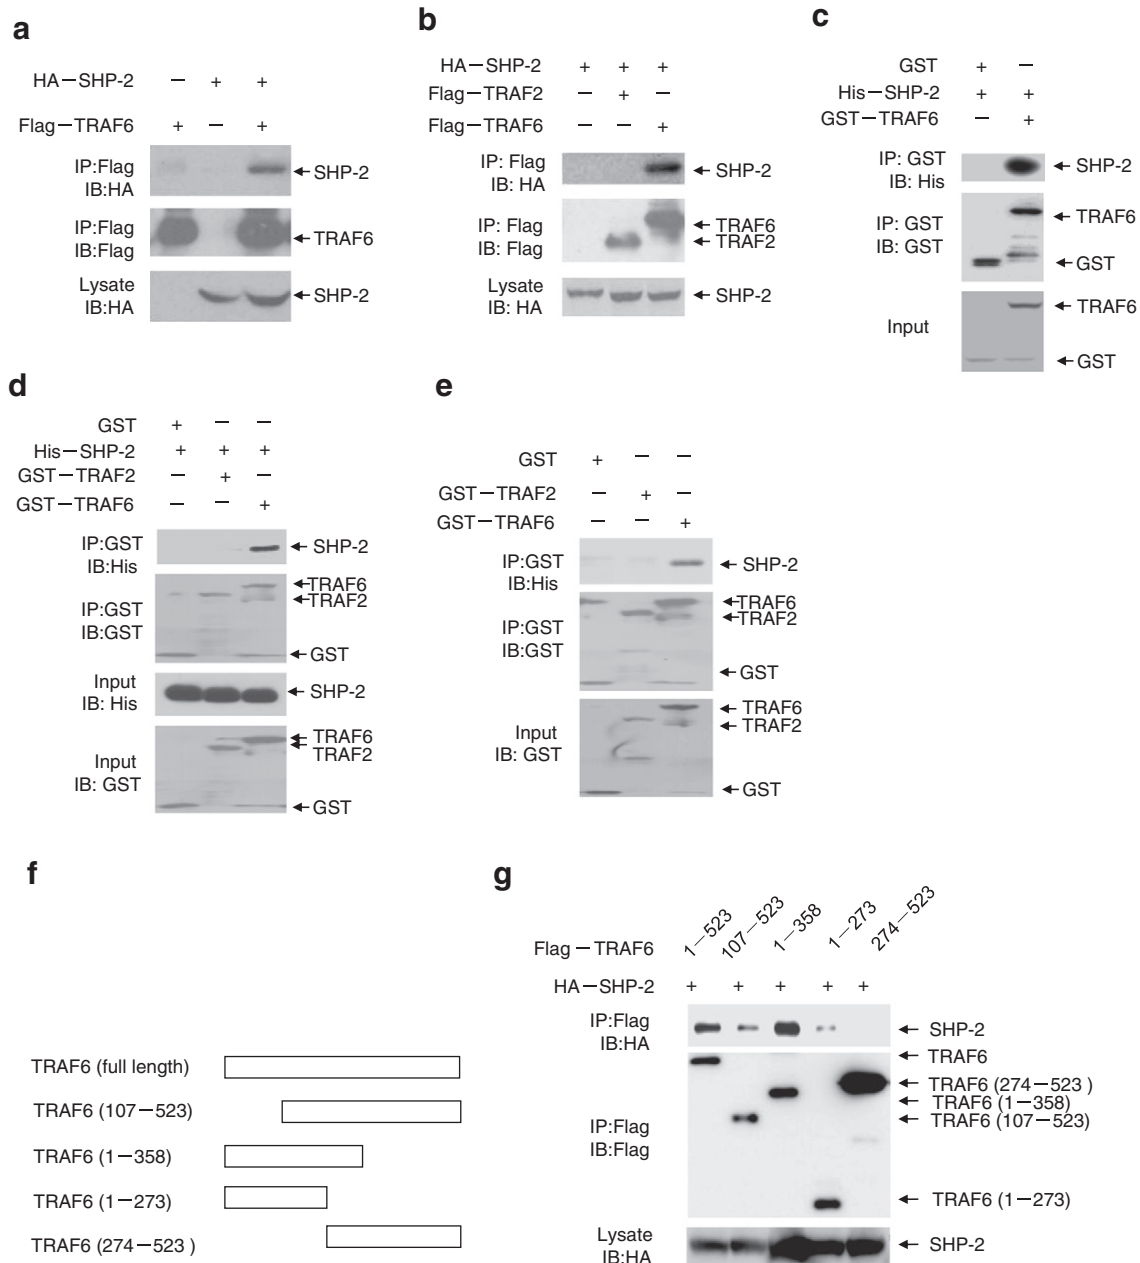 a
HA—SHP-2 — + +
Flag—TRAF6 + — +
IP:Flag
IB:HA
SHP-2
IP:Flag
IB:Flag
TRAF6
Lysate
IB:HA
SHP-2
b
HA—SHP-2 + + +
Flag—TRAF2 — + —
Flag—TRAF6 — — +
IP: Flag
IB: HA
SHP-2
IP: Flag
IB: Flag
TRAF6
TRAF2
Lysate
IB: HA
SHP-2
c
GST + —
His—SHP-2 + +
GST—TRAF6 — +
IP: GST
IB: His
SHP-2
IP: GST
IB: GST
TRAF6
GST
Input
TRAF6
GST
d
GST + — —
His—SHP-2 + + +
GST—TRAF2 — + —
GST—TRAF6 — — +
IP:GST
IB:His
SHP-2
IP:GST
IB:GST
TRAF6
TRAF2
GST
Input
IB: His
SHP-2
Input
IB: GST
TRAF6
TRAF2
GST
e
GST + — —
GST—TRAF2 — + —
GST—TRAF6 — — +
IP:GST
IB:His
SHP-2
IP:GST
IB:GST
TRAF6
TRAF2
GST
Input
IB: GST
TRAF6
TRAF2
GST
f
TRAF6 (full length)
TRAF6 (107—523)
TRAF6 (1—358)
TRAF6 (1—273)
TRAF6 (274—523 )
g
Flag — TRAF6 1—523 107—523 1—358 1—273 274—523
HA—SHP-2 + + + + +
IP:Flag
IB:HA
SHP-2
IP:Flag
IB:Flag
TRAF6
TRAF6 (274—523 )
TRAF6 (1—358)
TRAF6 (107—523)
TRAF6 (1—273)
Lysate
IB:HA
SHP-2